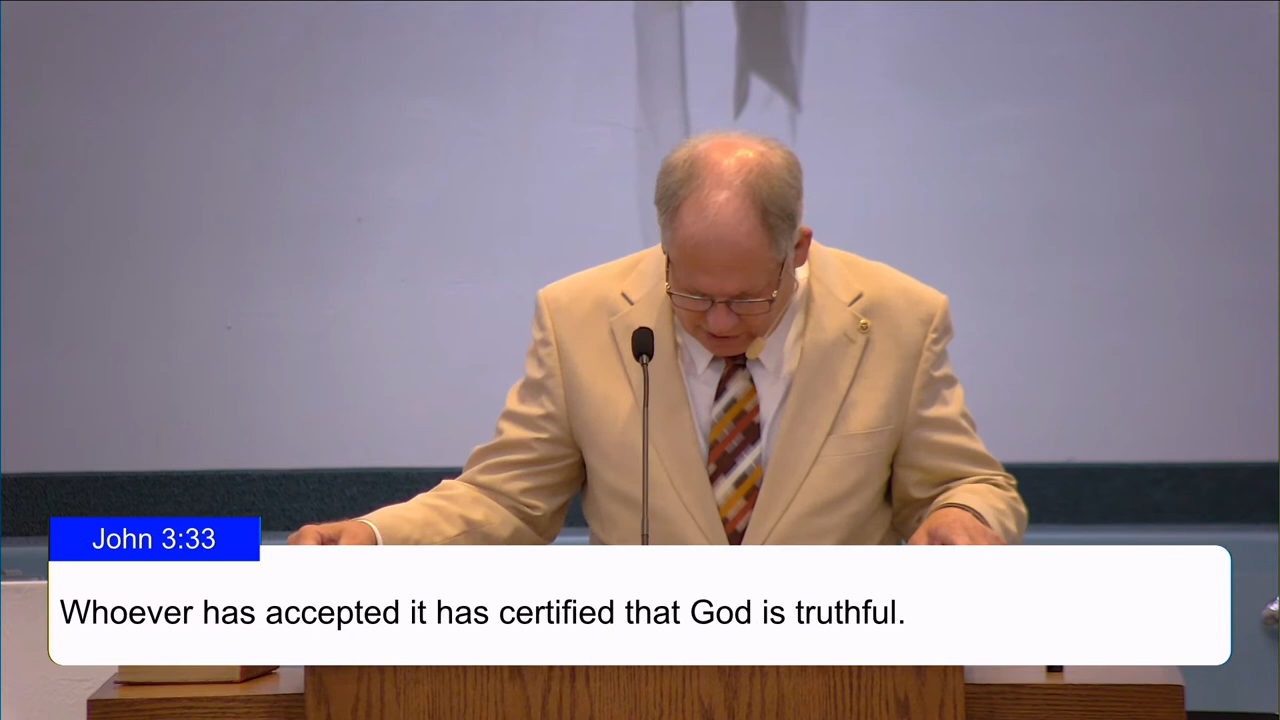 John 3:33
Whoever has accepted it has certified that God is truthful.